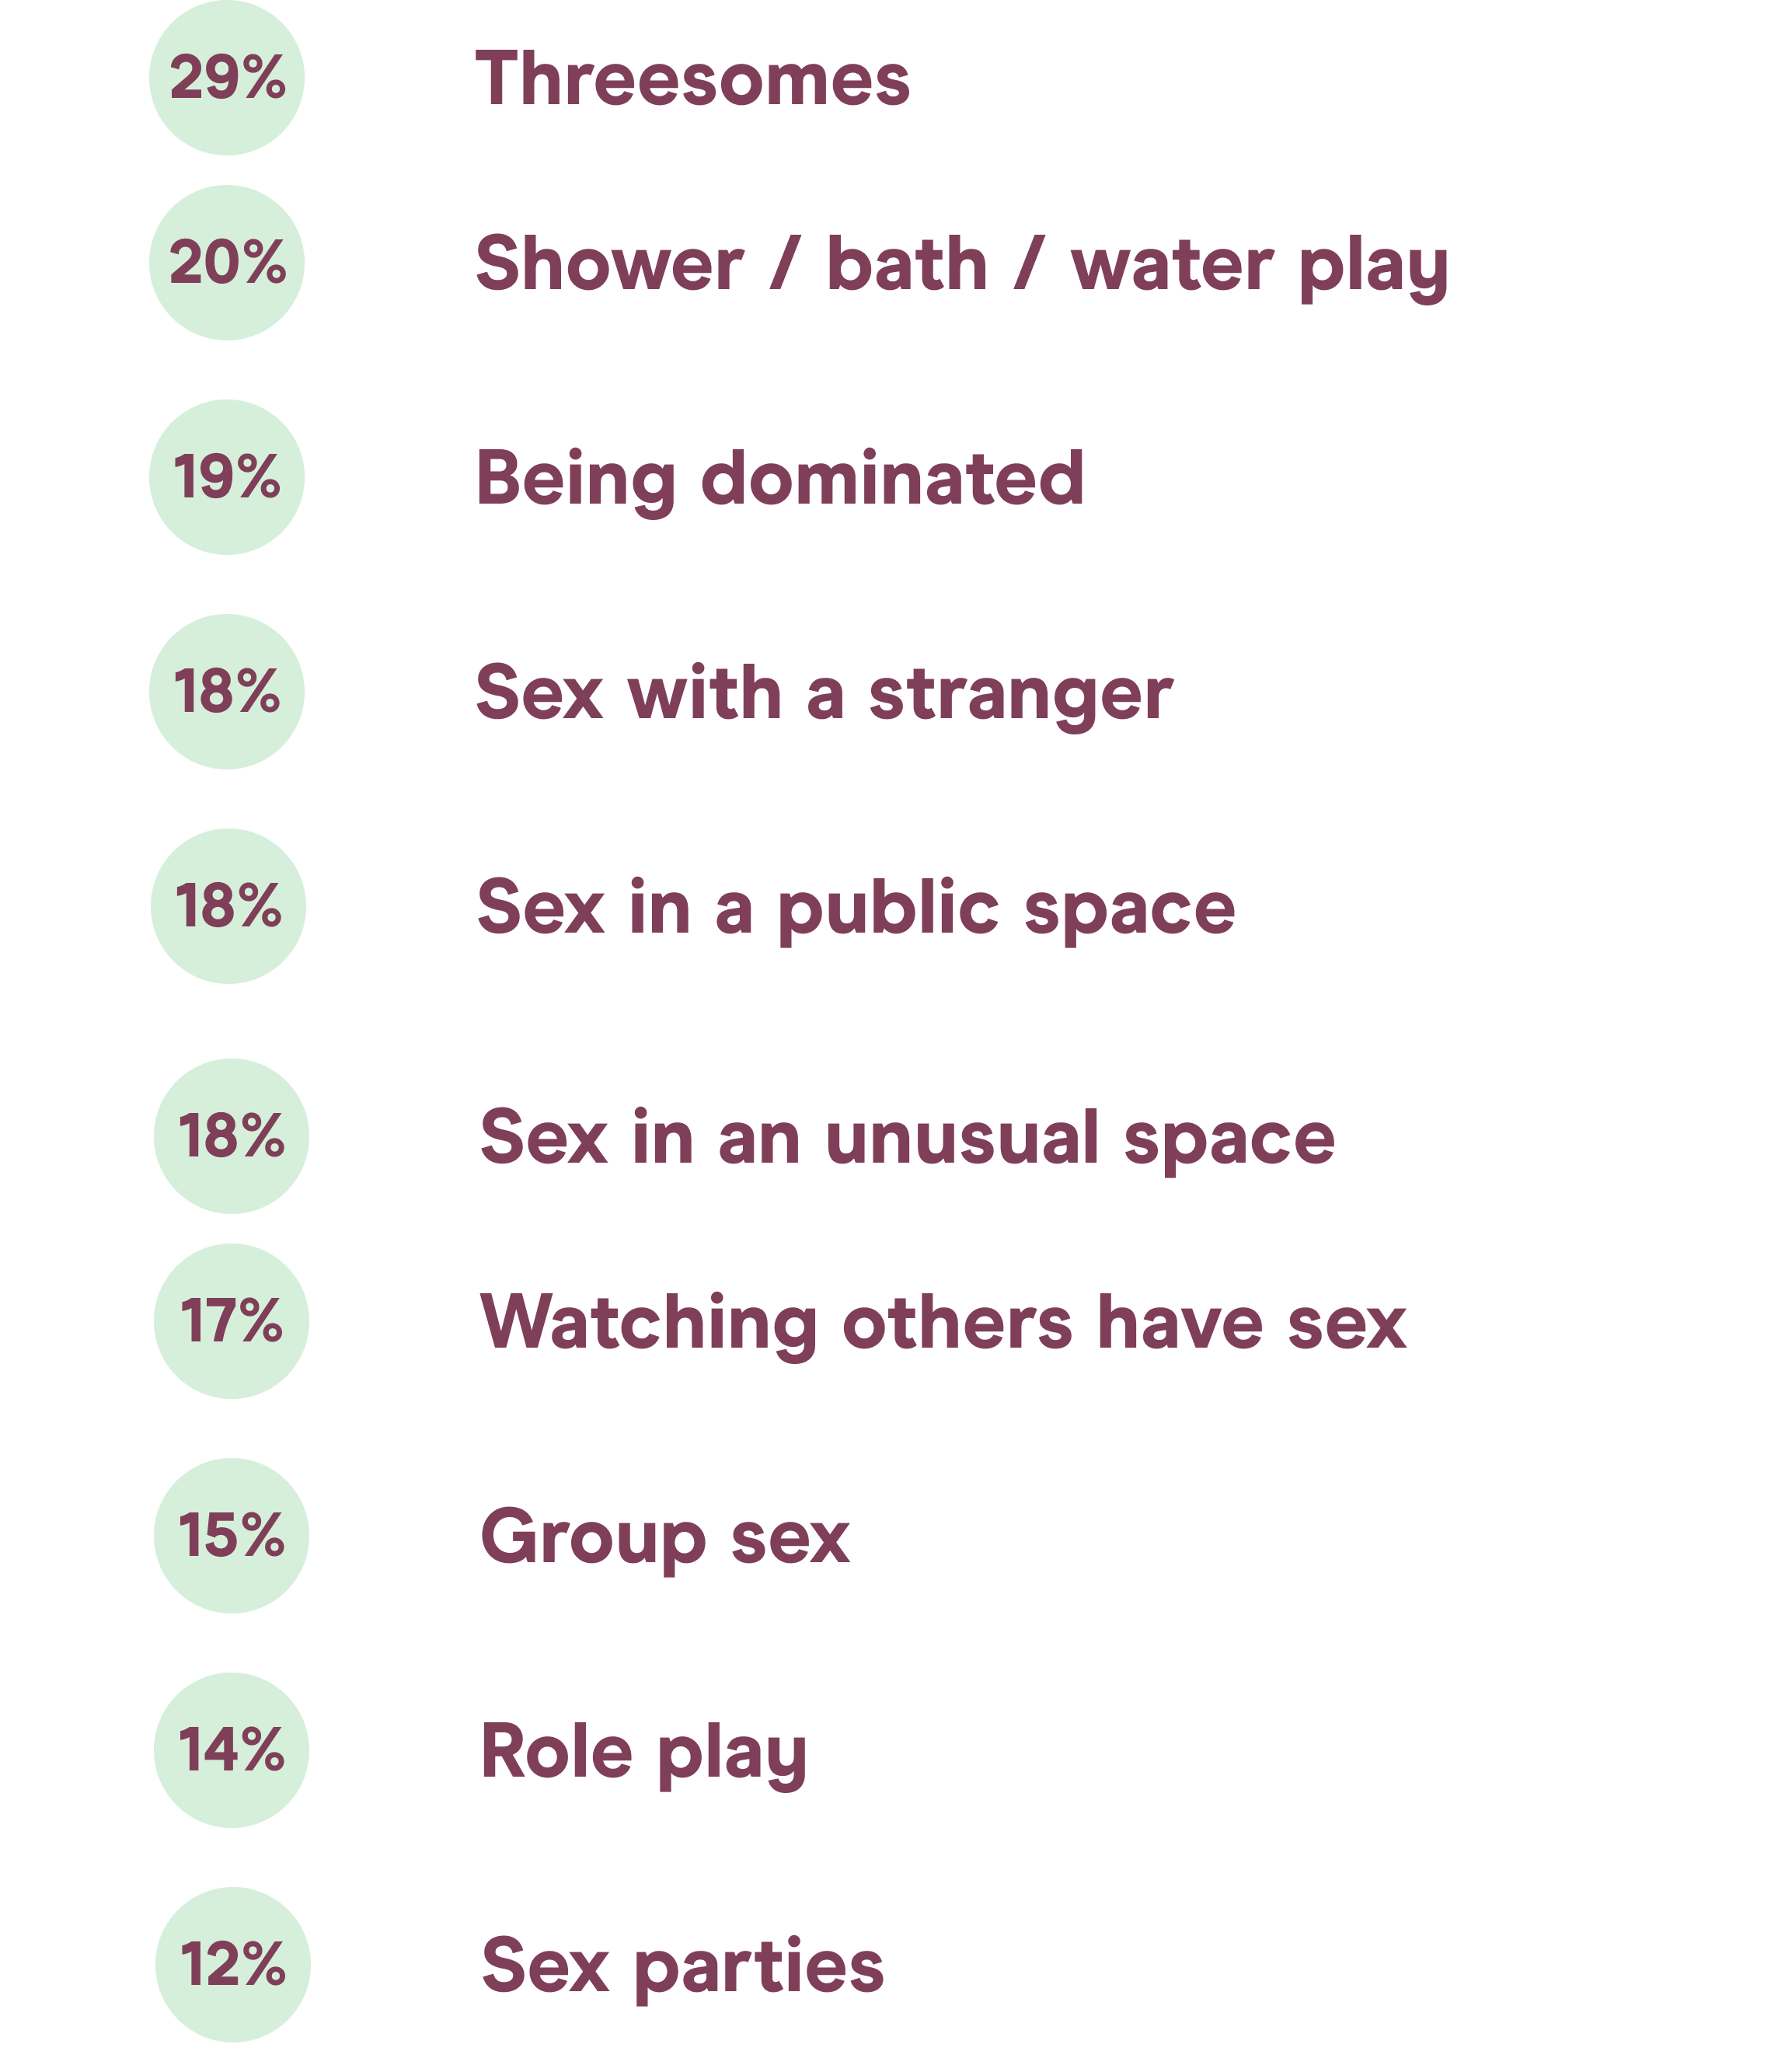 29% Threesomes
20% Shower / bath / water play
19% Being dominated
18% Sex with a stranger
18% Sex in a public space
18% Sex in an unusual space
17% Watching others have sex
15% Group sex
14% Role play
12% Sex parties